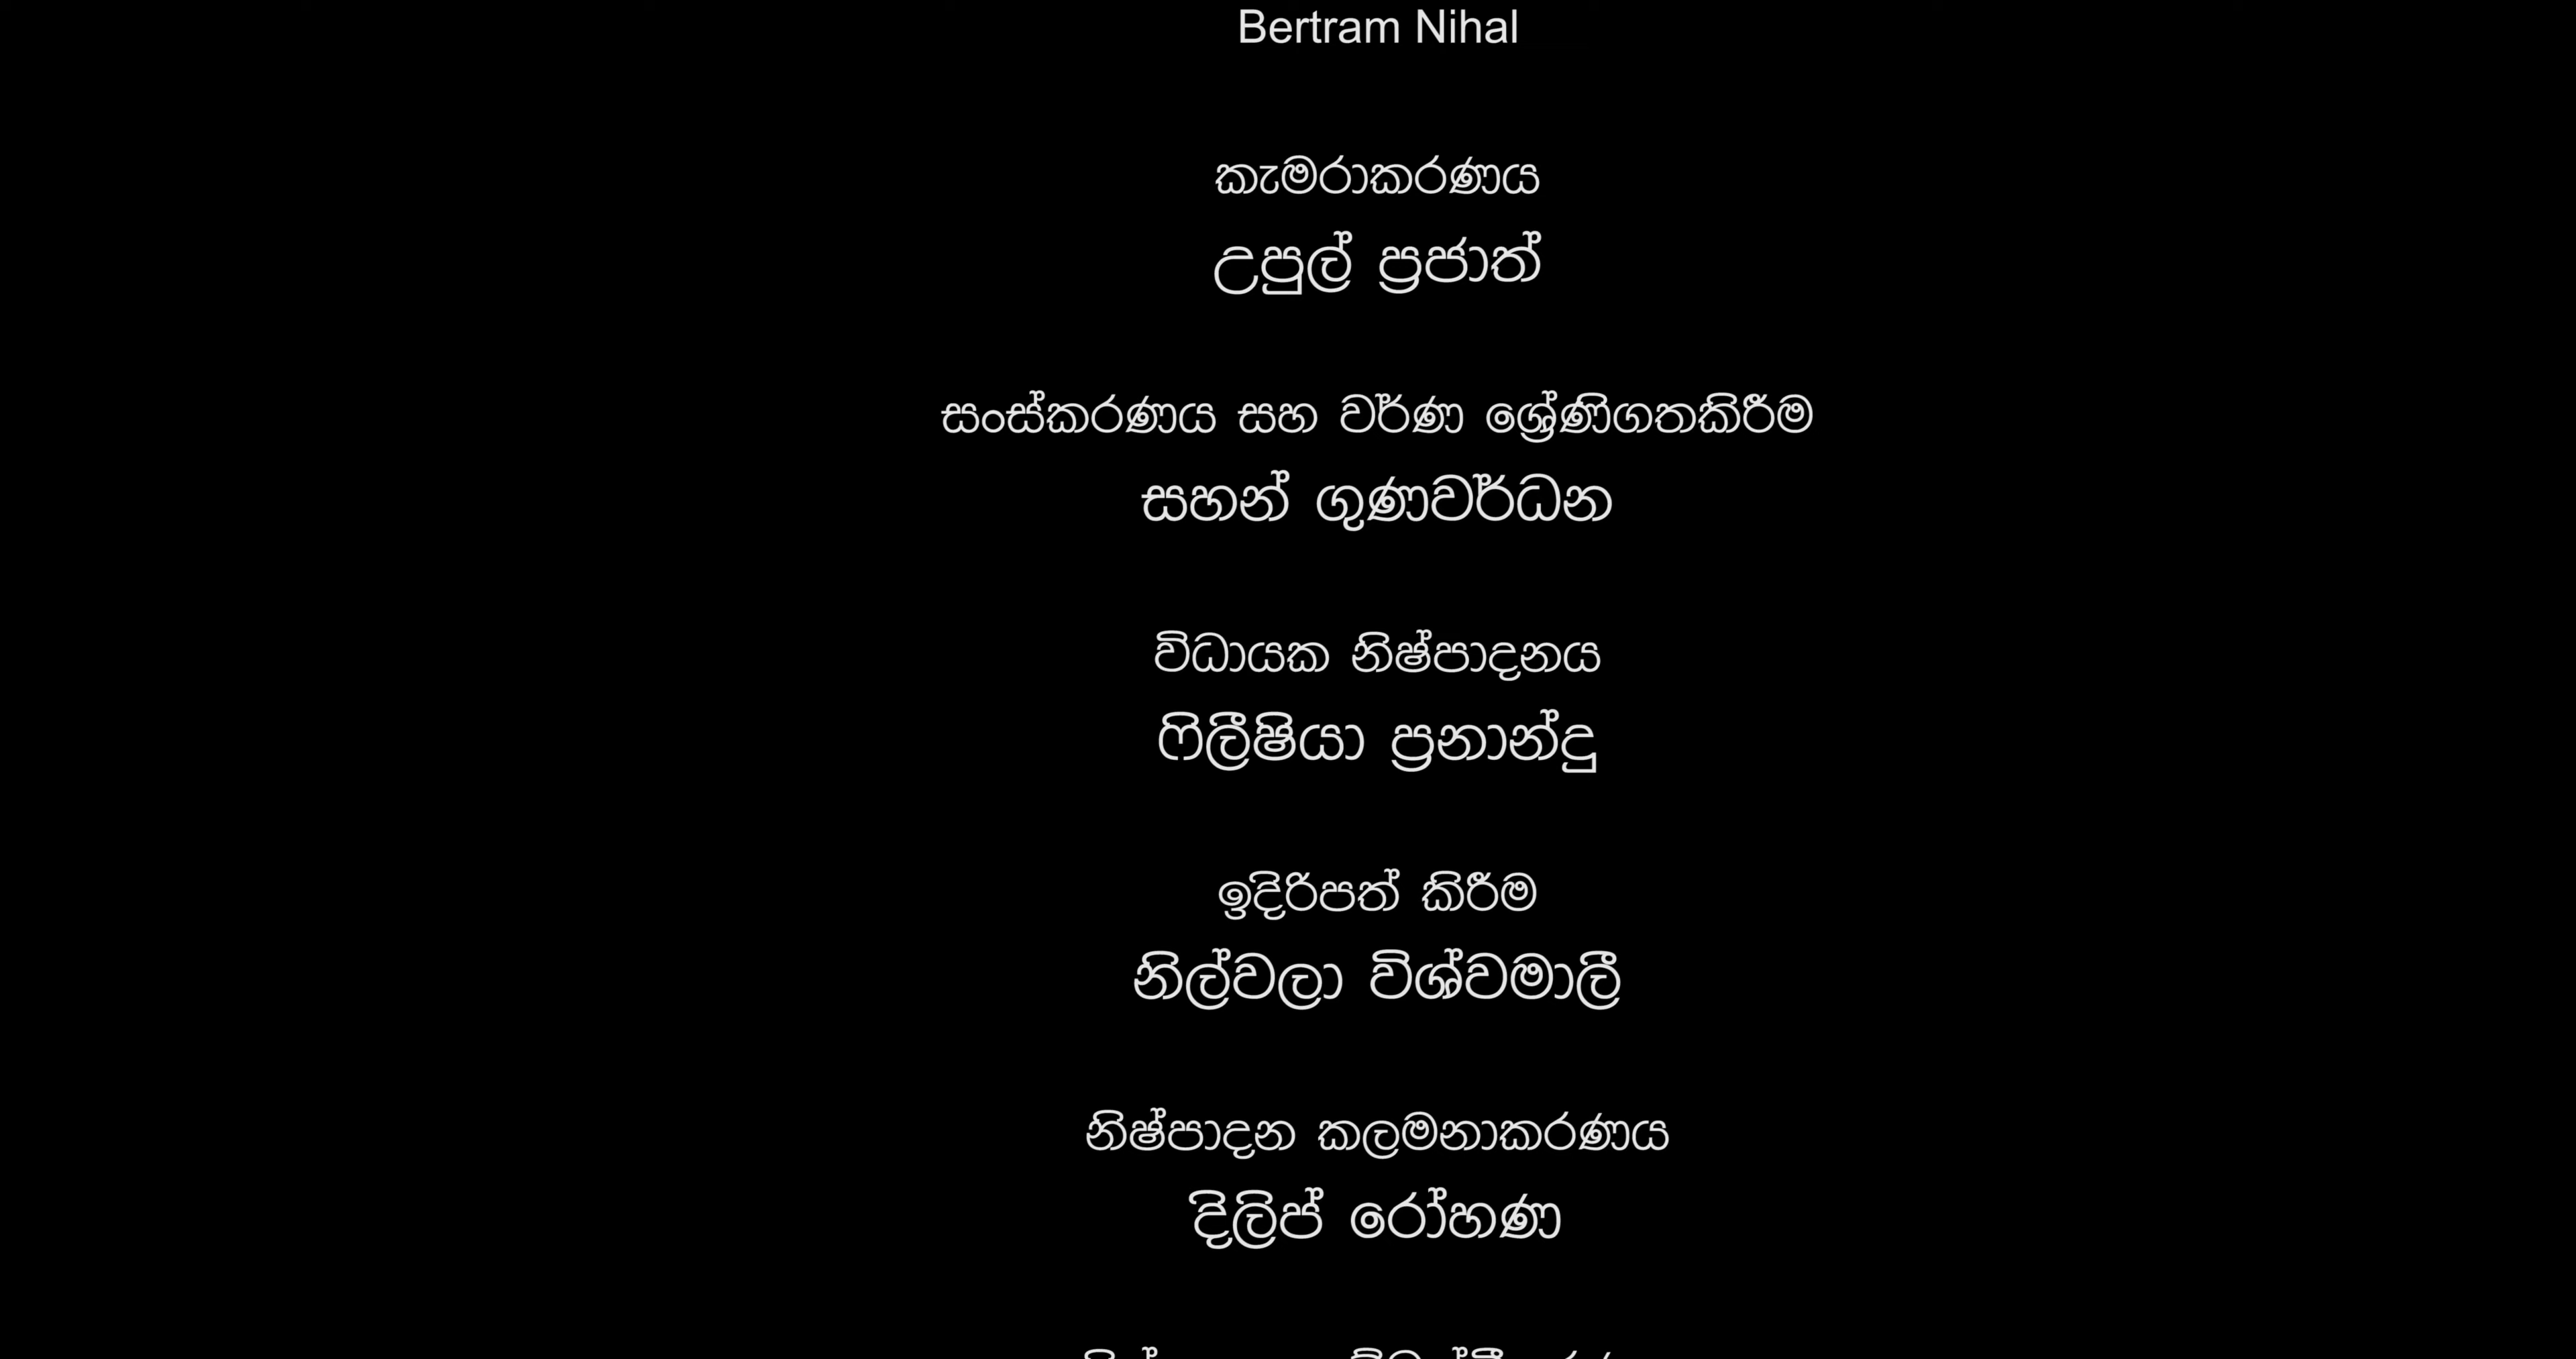 Bertram Nihal
කැමරාකරණය
උපුල් ප්‍රජාත්
සංස්කරණය සහ වර්ණ ශ්‍රේණිගතකිරීම
සහන් ගුණවර්ධන
විධායක නිෂ්පාදනය
ෆිලීෂියා ප්‍රනාන්දු
ඉදිරිපත් කිරීම
නිල්වලා විශ්වමාලී
නිෂ්පාදන කලමනාකරණය
දිලිප් රෝහණ